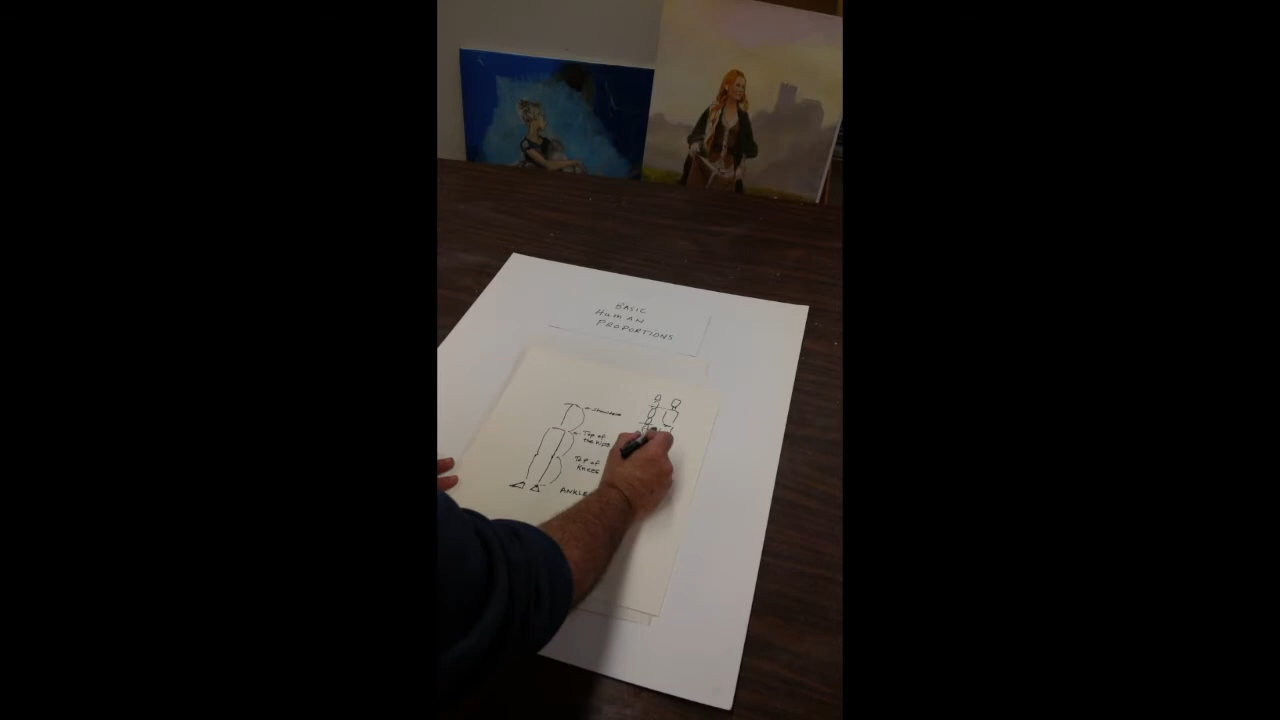 BASIC
HUMAN
PROPORTIONS
SHOULDERS
Top of
the Hips
Top of
KNEES
ANKLE